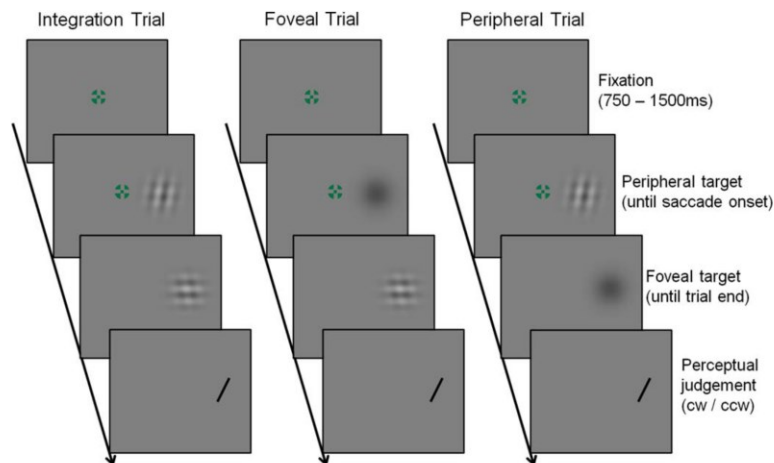 Integration Trial
Foveal Trial
Peripheral Trial
Fixation
(750 – 1500ms)
Peripheral target
(until saccade onset)
Foveal target
(until trial end)
Perceptual
judgement
(cw / ccw)